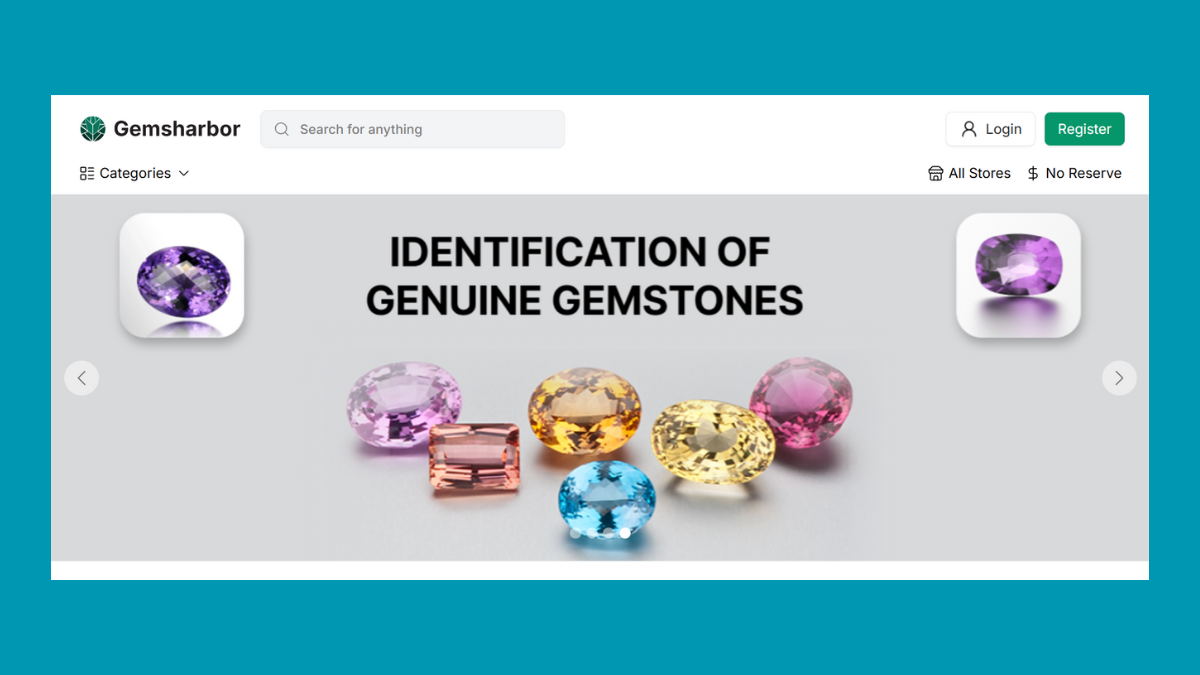 Gemsharbor
Search for anything
Login
Register
Categories
All Stores
No Reserve
IDENTIFICATION OF
GENUINE GEMSTONES